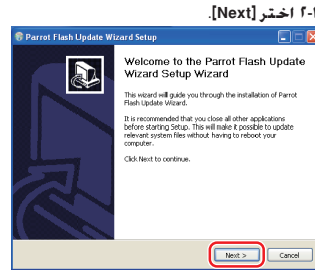 ٢-١ اختر [Next].
Parrot Flash Update Wizard Setup
Welcome to the Parrot Flash Update
Wizard Setup Wizard
This wizard will guide you through the installation of Parrot
Flash Update Wizard.
It is recommended that you close all other applications
before starting Setup. This will make it possible to update
relevant system files without having to reboot your
computer.
Click Next to continue.
Next >
Cancel